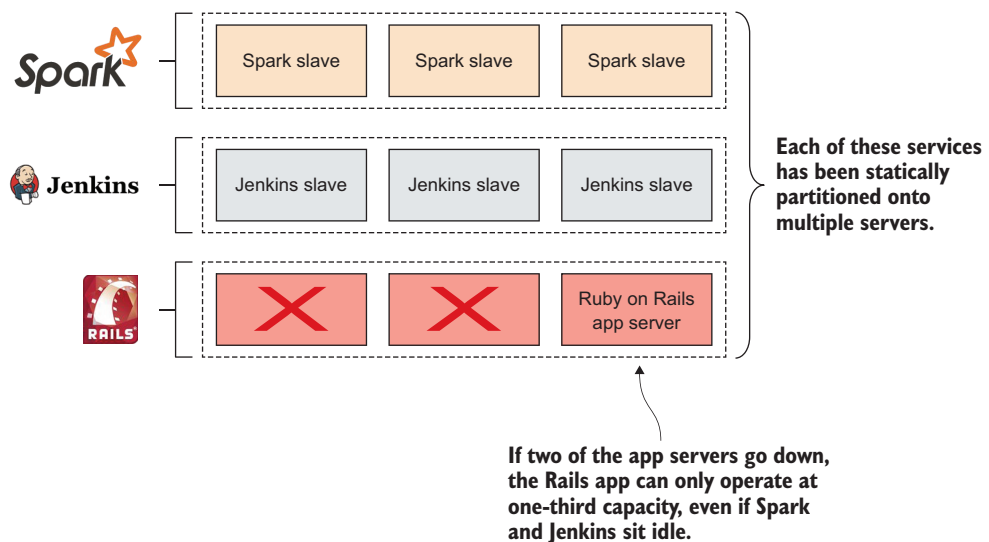 Spark
Spark slave
Spark slave
Spark slave
Jenkins
Jenkins slave
Jenkins slave
Jenkins slave
Each of these services
has been statically
partitioned onto
multiple servers.
RAILS
Ruby on Rails
app server
If two of the app servers go down,
the Rails app can only operate at
one-third capacity, even if Spark
and Jenkins sit idle.